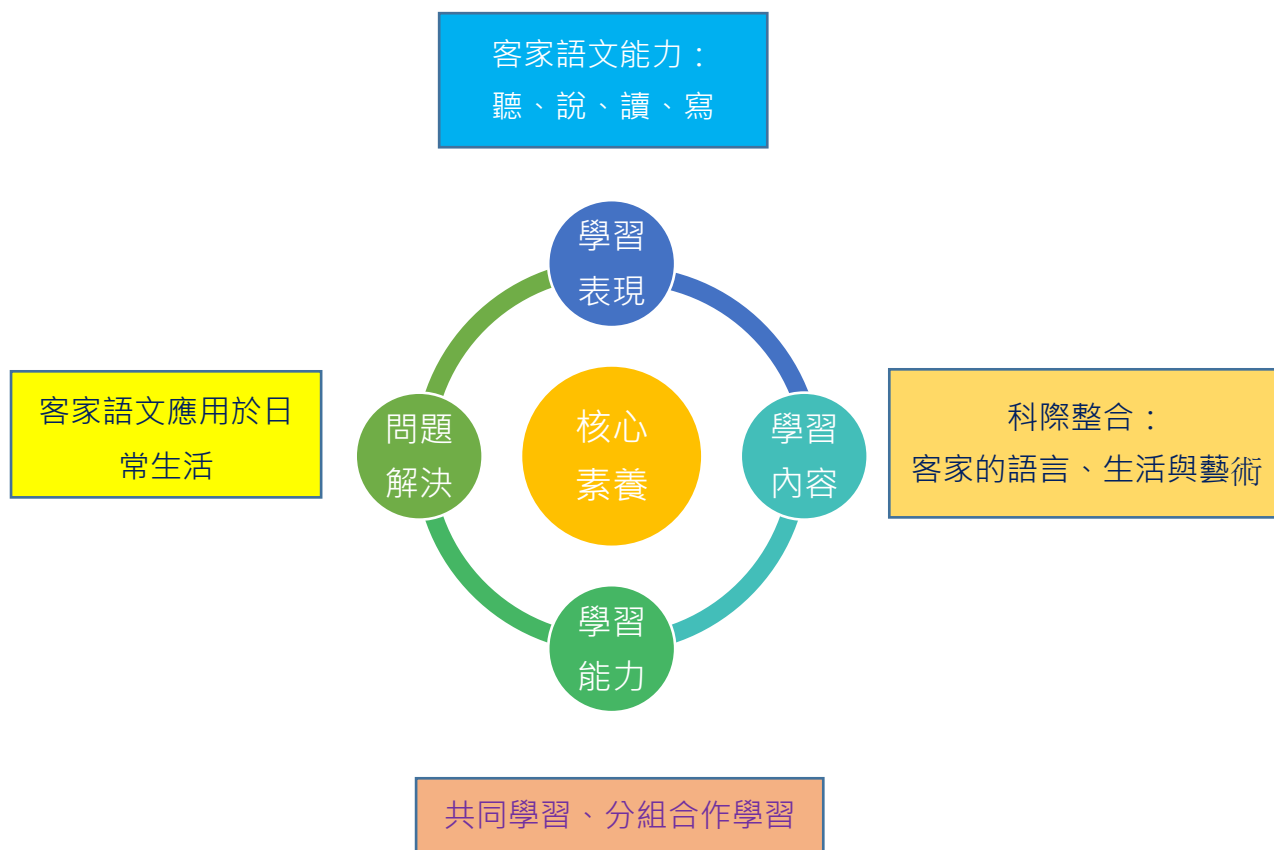 客家語文能力：
聽、說、讀、寫
學習
表現
客家語文應用於日
常生活
問題
解決
核心
素養
學習
內容
科際整合：
客家的語言、生活與藝術
學習
能力
共同學習、分組合作學習